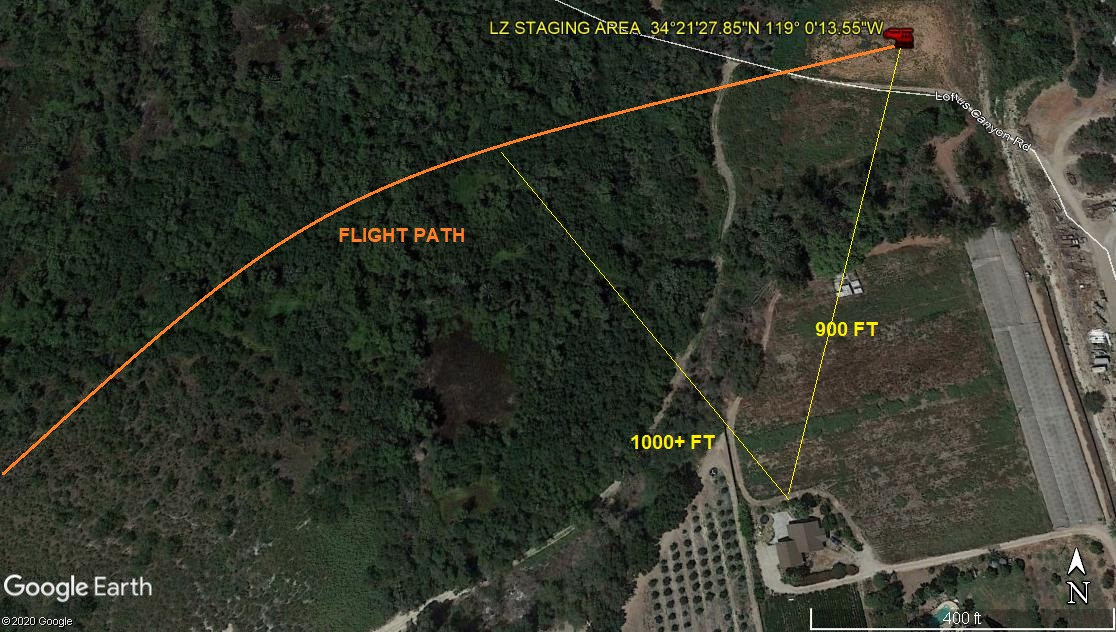 LZ STAGING AREA  34°21'27.85"N 119° 0'13.55"W
Loftus Canyon Rd
FLIGHT PATH
900 FT
1000+ FT
Google Earth
N
400 ft
©2020 Google